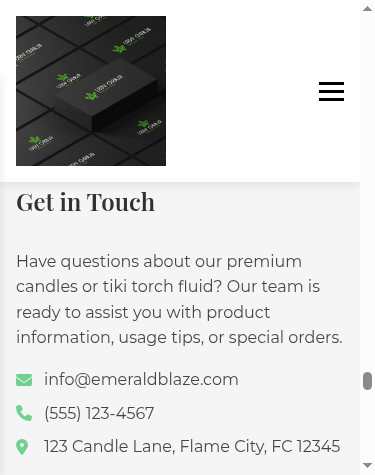 Get in Touch
Have questions about our premium
candles or tiki torch fluid? Our team is
ready to assist you with product
information, usage tips, or special orders.
info@emeraldblaze.com
(555) 123-4567
123 Candle Lane, Flame City, FC 12345